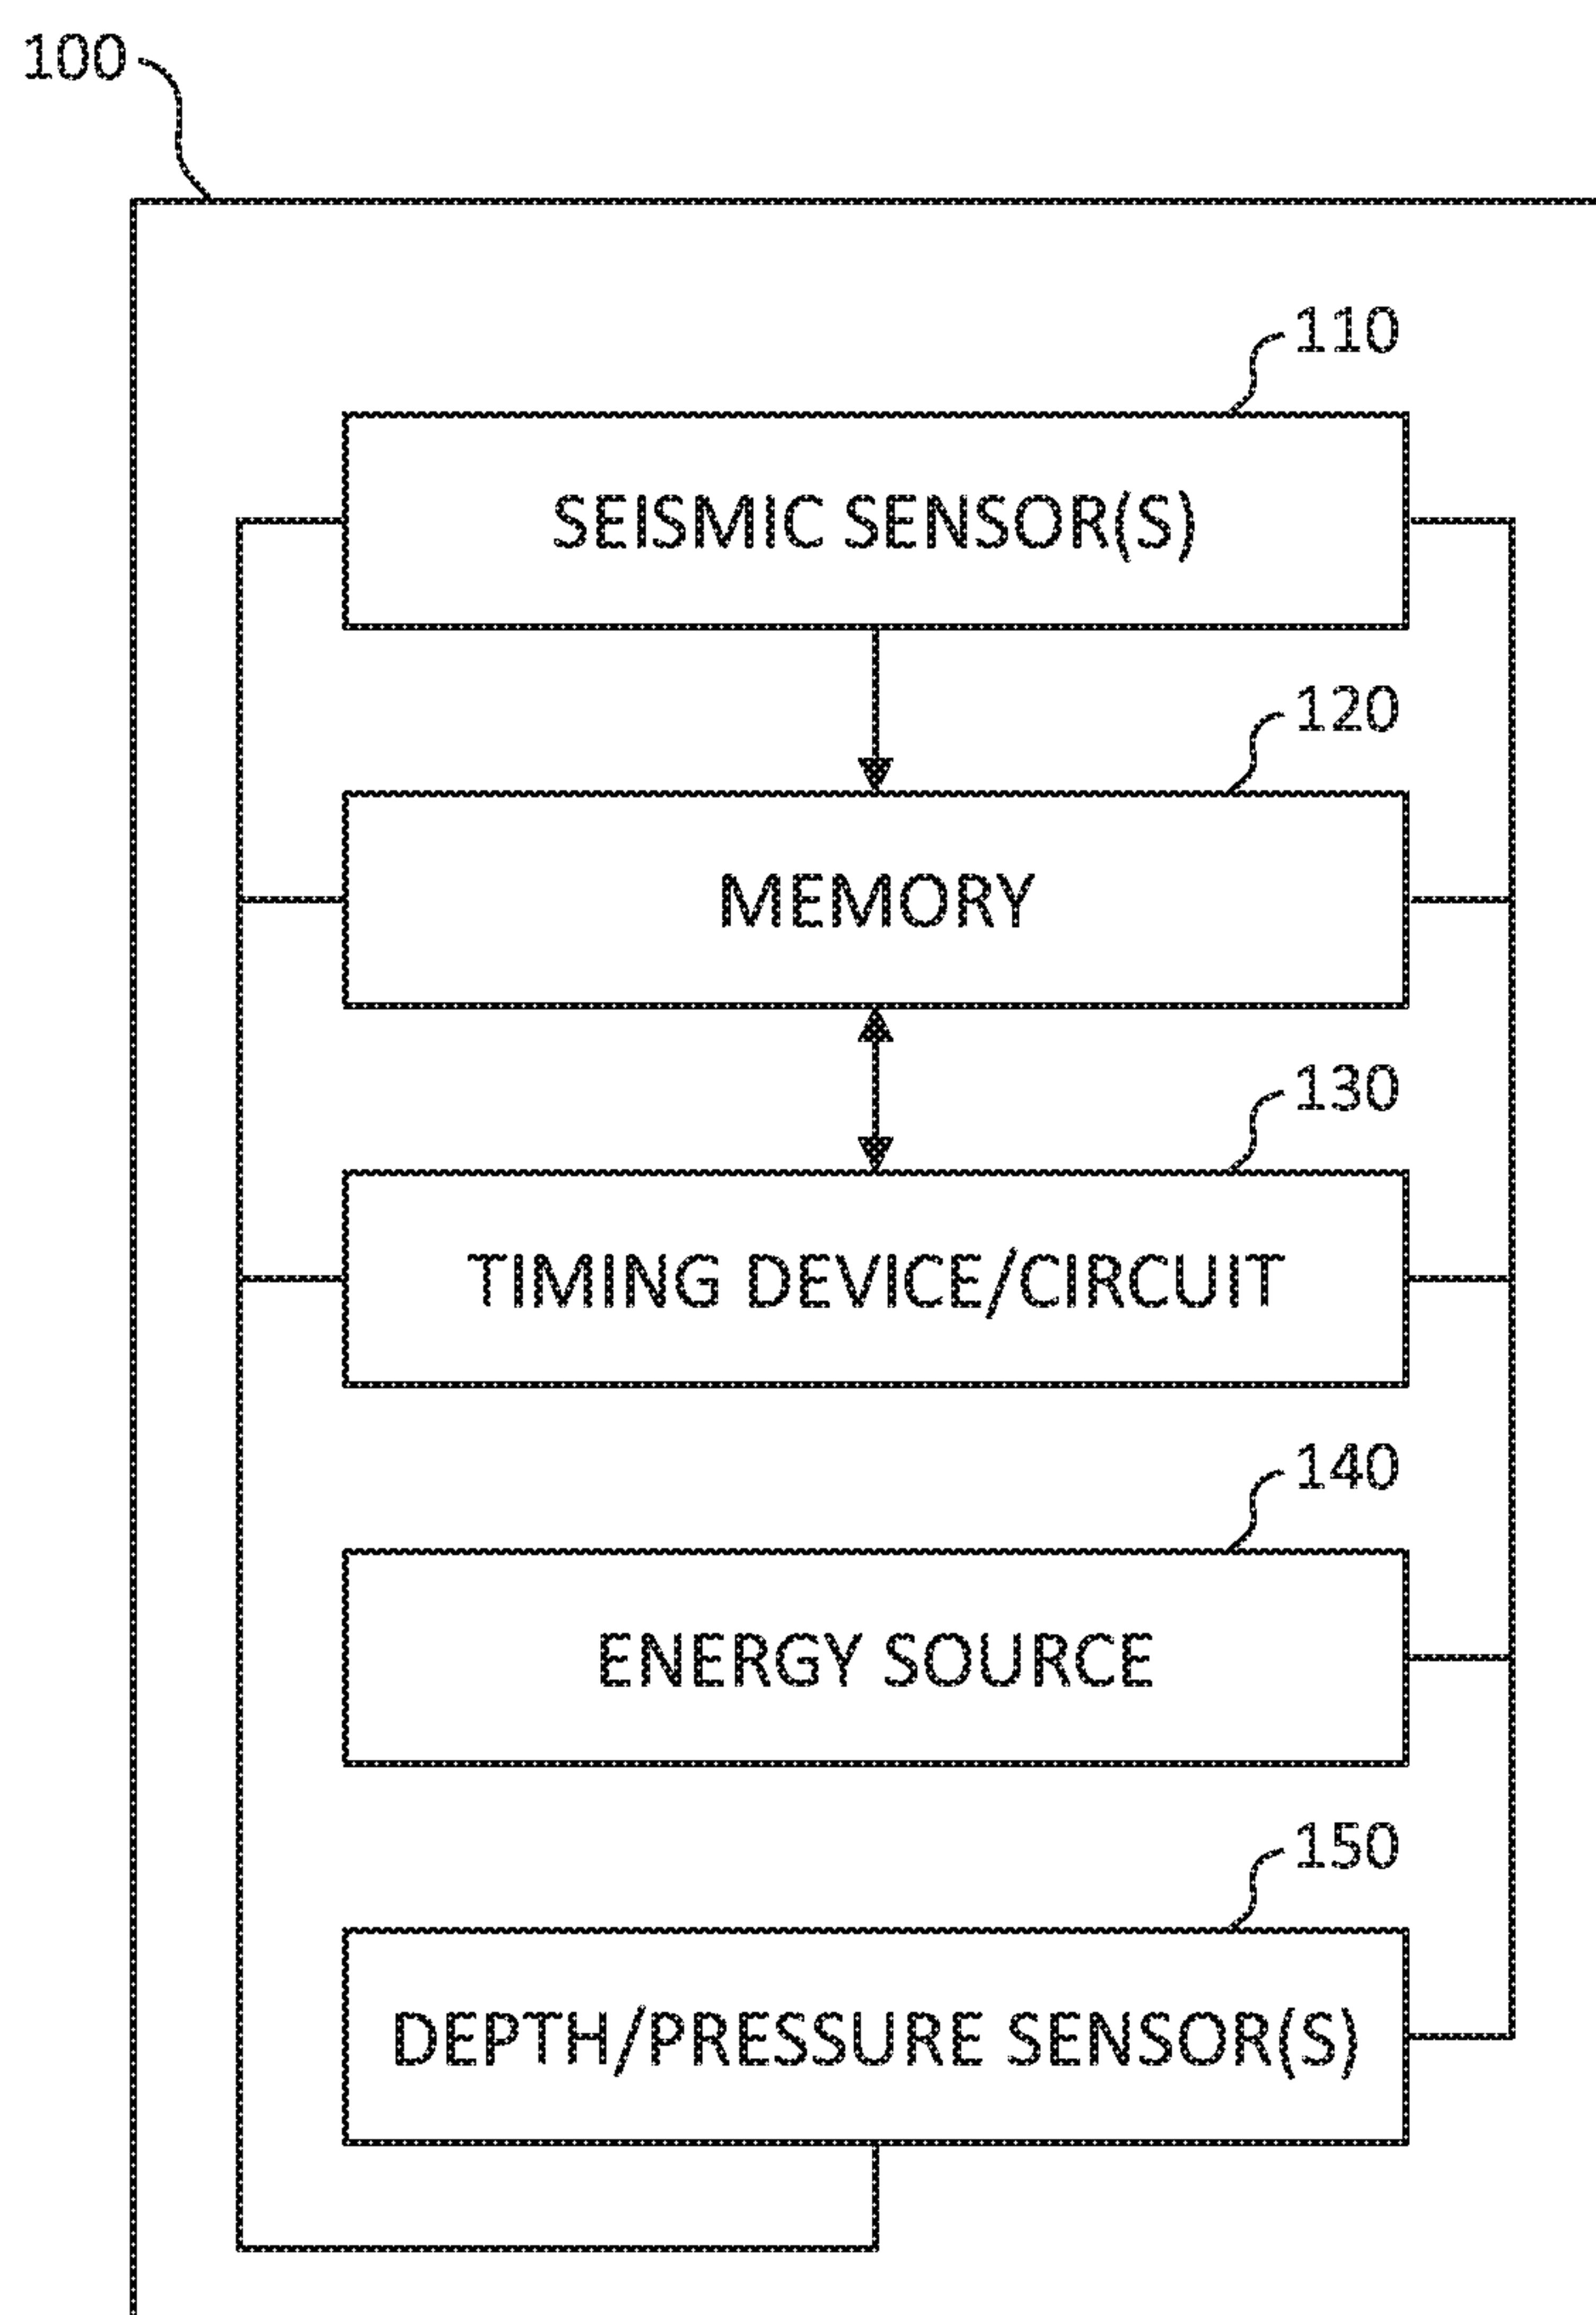 100
110
SEISMIC SENSOR(S)
120
MEMORY
130
TIMING DEVICE/CIRCUIT
140
ENERGY SOURCE
150
DEPTH/PRESSURE SENSOR(S)